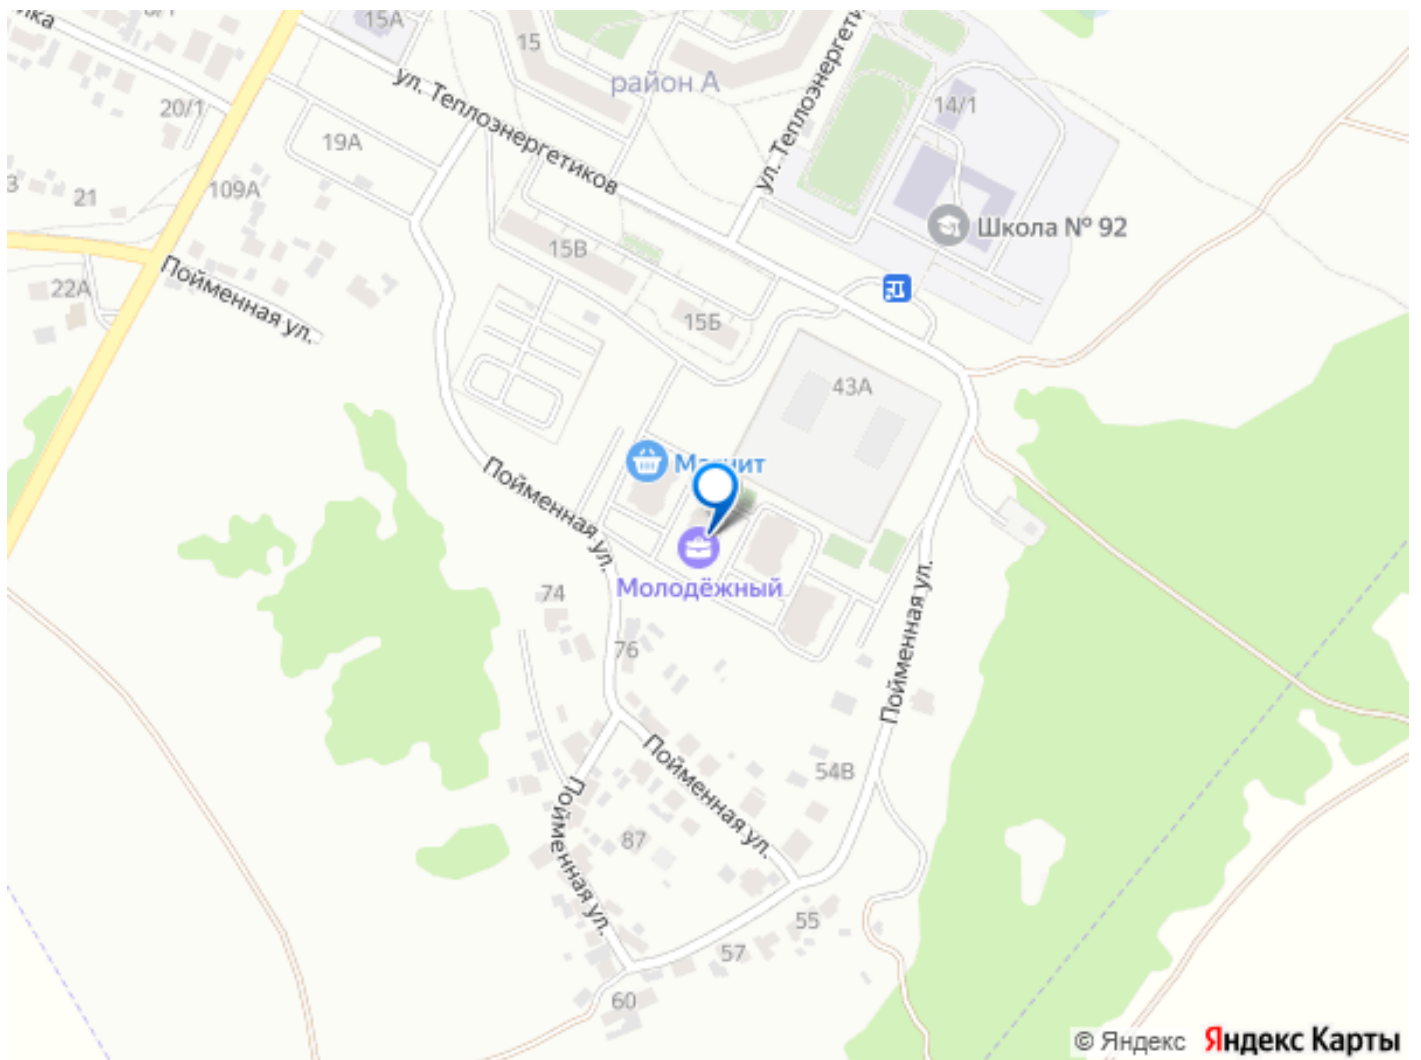 15А
15
район А
ул. Теплоэнергетиков
14/1
20/1
19А
21
109А
Школа № 92
15В
22А
Пойменная ул.
15Б
43А
Пойменная ул.
Молодёжный
74
76
Пойменная ул.
Пойменная ул.
54В
87
Пойменная ул.
55
57
60
© Яндекс Яндекс Карты